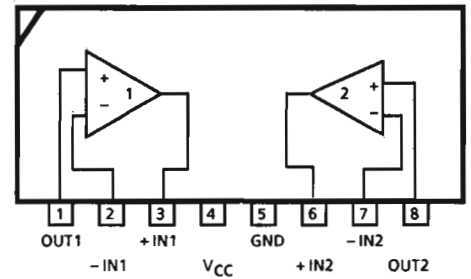 + 1 −
2 + −
1 2 3 4 5 6 7 8
OUT1 +IN1 GND −IN2
−IN1 VCC +IN2 OUT2